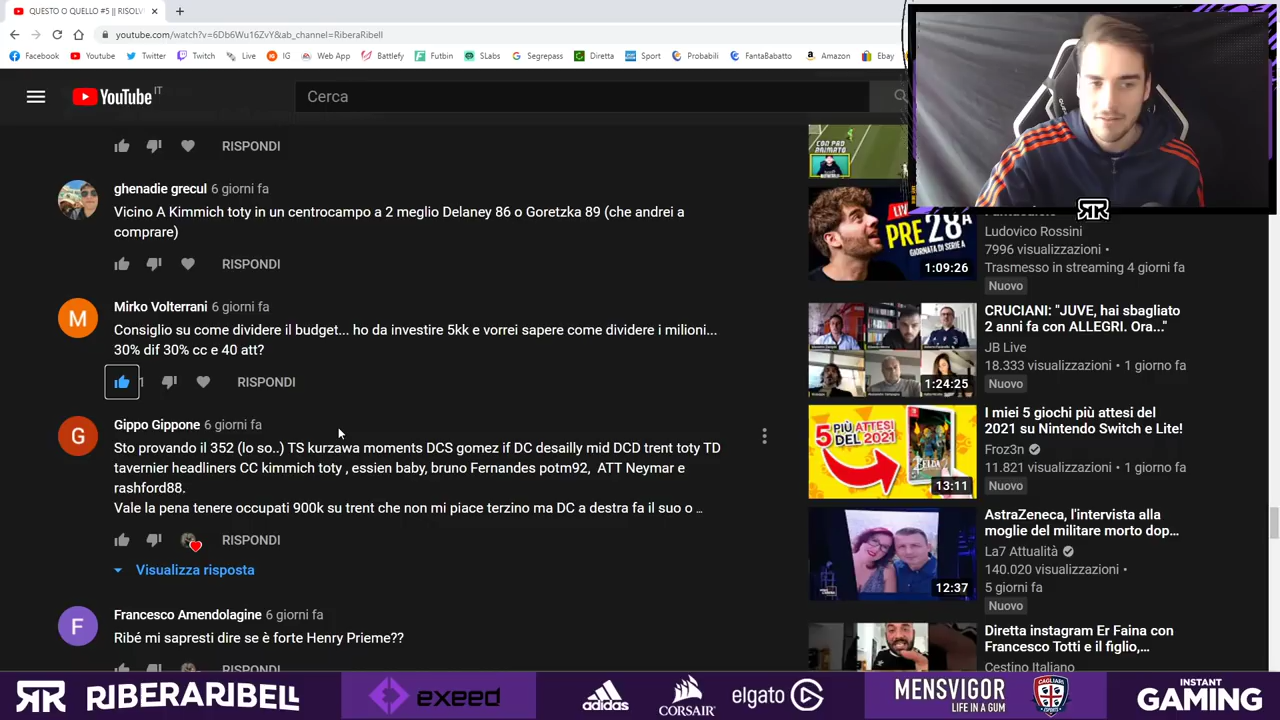 QUESTO O QUELLO #5 || RISOLV
youtube.com/watch?v=6Db6Wu16ZvY&ab_channel=RiberaRibell
Facebook Youtube Twitter Twitch Live IG Web App Battlefy Futbin SLabs Gsegreta Diretta Sport Probabili FantaBabatto Amazon Ebay
YouTube IT
Cerca
RISPONDI
ghenadie grecul 6 giorni fa
Vicino A Kimmich toty in un centrocampo a 2 meglio Delaney 86 o Goretzka 89 (che andrei a
comprare)
RISPONDI
Mirko Volterrani 6 giorni fa
Consiglio su come dividere il budget... ho da investire 5kk e vorrei sapere come dividere i milioni...
dif 30% cc e 40 att?
1 RISPONDI
Gippo Gippone 6 giorni fa
TS kurzawa moments DCS gomez if DC desailly mid DCD trent toty TD
tavernier headliners CC kimmich toty , essien baby, bruno Fernandes potm92, ATT Neymar e
rashford88.
Vale la pena tenere bloccati 900k su trent che non mi piace terzino ma DC a destra fa il suo o ...
RISPONDI
Visualizza risposta
Francesco Amendolagine 6 giorni fa
Ribé mi sapresti dire se è forte Henry Prieme??
RISPONDI
CON PAD
ANIMATO
PRE 28ª
GIORNATA DI SERIE A
1:09:26
Ludovico Rossini
7996 visualizzazioni •
Trasmesso in streaming 4 giorni fa
Nuovo
1:24:25
CRUCIANI: "JUVE, hai sbagliato
2 anni fa con ALLEGRI. Ora..."
JB Live
18.333 visualizzazioni • 1 giorno fa
Nuovo
5 PIÙ ATTESI
DEL 2021
13:11
I miei 5 giochi più attesi del
2021 su Nintendo Switch e Lite!
Froz3n
11.821 visualizzazioni • 1 giorno fa
Nuovo
12:37
AstraZeneca, l'intervista alla
moglie del militare morto dop...
La7 Attualità
140.020 visualizzazioni •
5 giorni fa
Nuovo
Diretta instagram Er Faina con
Francesco Totti e il figlio,...
Cestino Italiano
RR RIBERARIBELL exeed adidas CORSAIR elgato MENSVIGOR LIFE IN A GUM CAGLIARI INSTANT GAMING